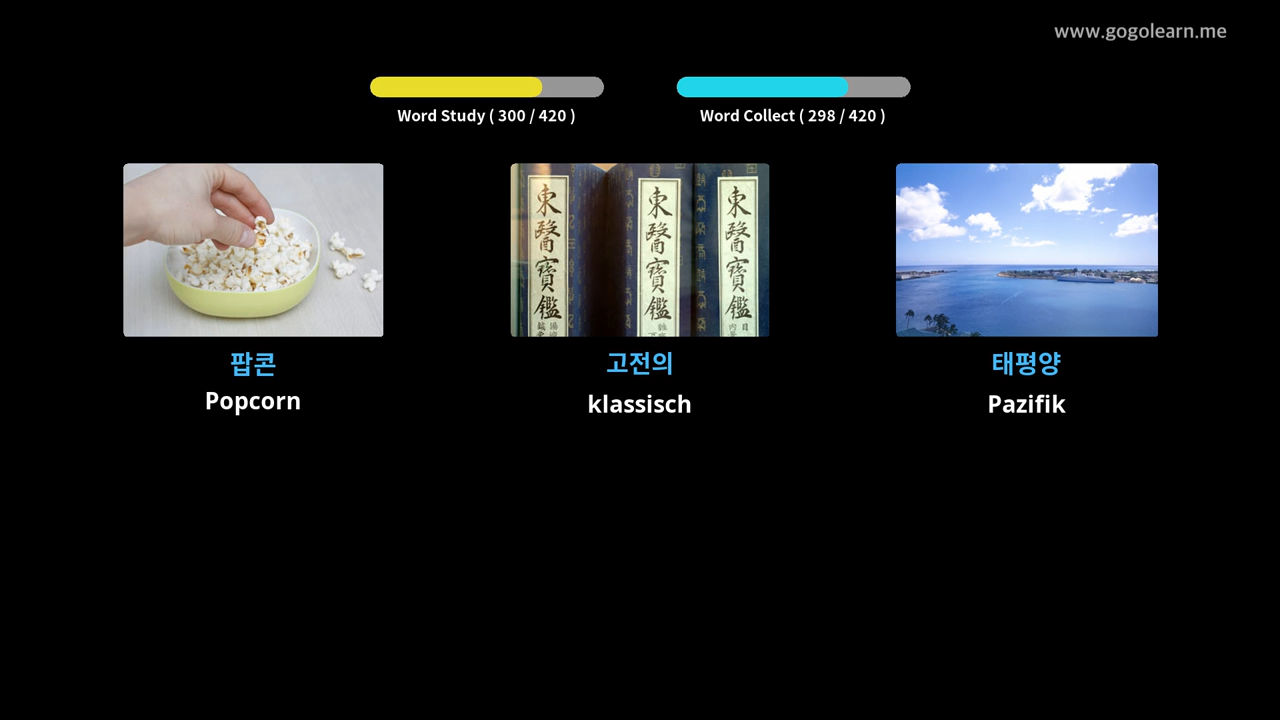 www.gogolearn.me
Word Study ( 300 / 420 )
Word Collect ( 298 / 420 )
東醫寶鑑
東醫寶鑑
東醫寶鑑
팝콘
고전의
태평양
Popcorn
klassisch
Pazifik